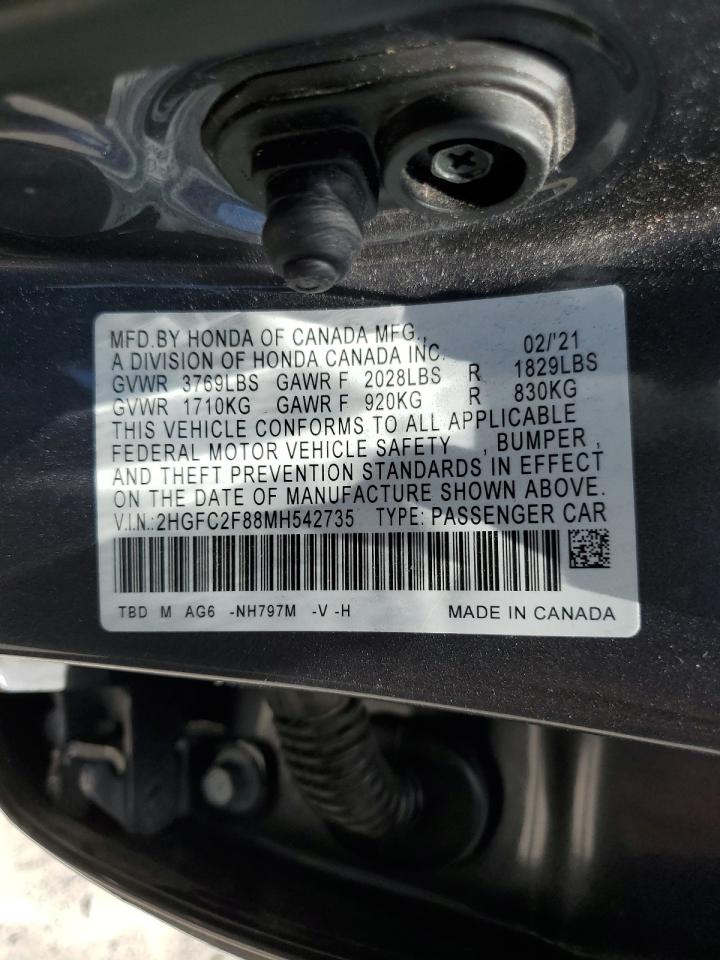 MFD.BY HONDA OF CANADA MFG., 02/'21
A DIVISION OF HONDA CANADA INC.
GVWR 3769LBS GAWR F 2028LBS R 1829LBS
GVWR 1710KG GAWR F 920KG R 830KG
THIS VEHICLE CONFORMS TO ALL APPLICABLE
FEDERAL MOTOR VEHICLE SAFETY , BUMPER ,
AND THEFT PREVENTION STANDARDS IN EFFECT
ON THE DATE OF MANUFACTURE SHOWN ABOVE.
V.I.N.:2HGFC2F88MH542735 TYPE: PASSENGER CAR
TBD M AG6 -NH797M -V -H MADE IN CANADA